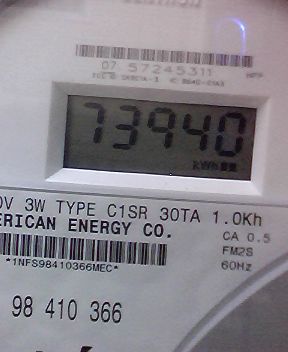 07 57245311
73940
kWh
0V 3W TYPE C1SR 30TA 1.0Kh
ERICAN ENERGY CO.
CA 0.5
*1NFS98410366MEC*
FM2S
60Hz
98 410 366